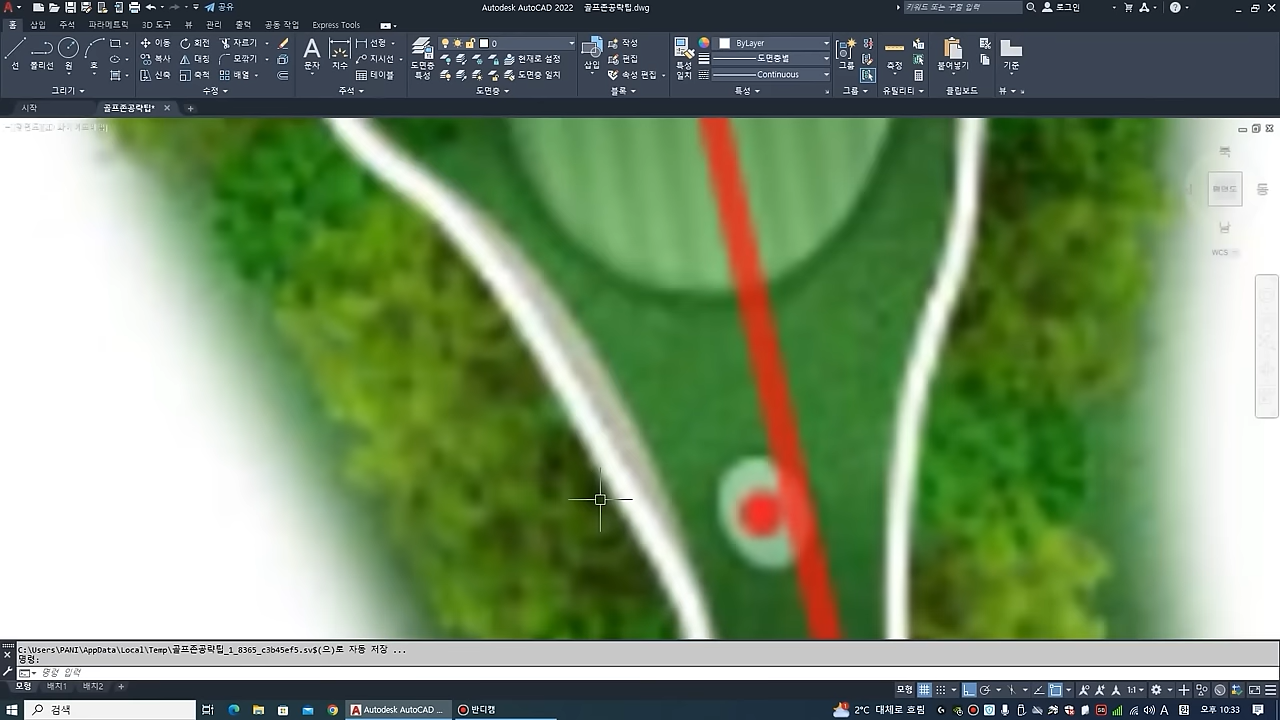 공유
Autodesk AutoCAD 2022 골프존공략팁.dwg
키워드 또는 구절 입력
로그인
홈 삽입 주석 파라메트릭 3D 도구 뷰 관리 출력 공동 작업 Express Tools
선 폴리선 원 호
이동 회전 자르기
복사 대칭 모깎기
신축 축척 배열
문자 치수
선형
지시선
테이블
도면층 특성
0
현재로 설정
도면층 일치
삽입
작성
편집
속성 편집
특성 일치
ByLayer
도면층별
Continuous
그룹 측정 붙여넣기 기준
그리기 수정 주석 도면층 블록 특성 그룹 유틸리티 클립보드 뷰
시작 골프존공략팁*
북
평면도 동
남
WCS
C:\Users\PANI\AppData\Local\Temp\골프존공략팁_1_8365_c3b45ef5.sv$(으)로 자동 저장 ...
명령:
명령 입력
모형 배치1 배치2
모형 1:1
검색 Autodesk AutoCAD ... 반디캠 2°C 대체로 흐림 A 오후 10:33